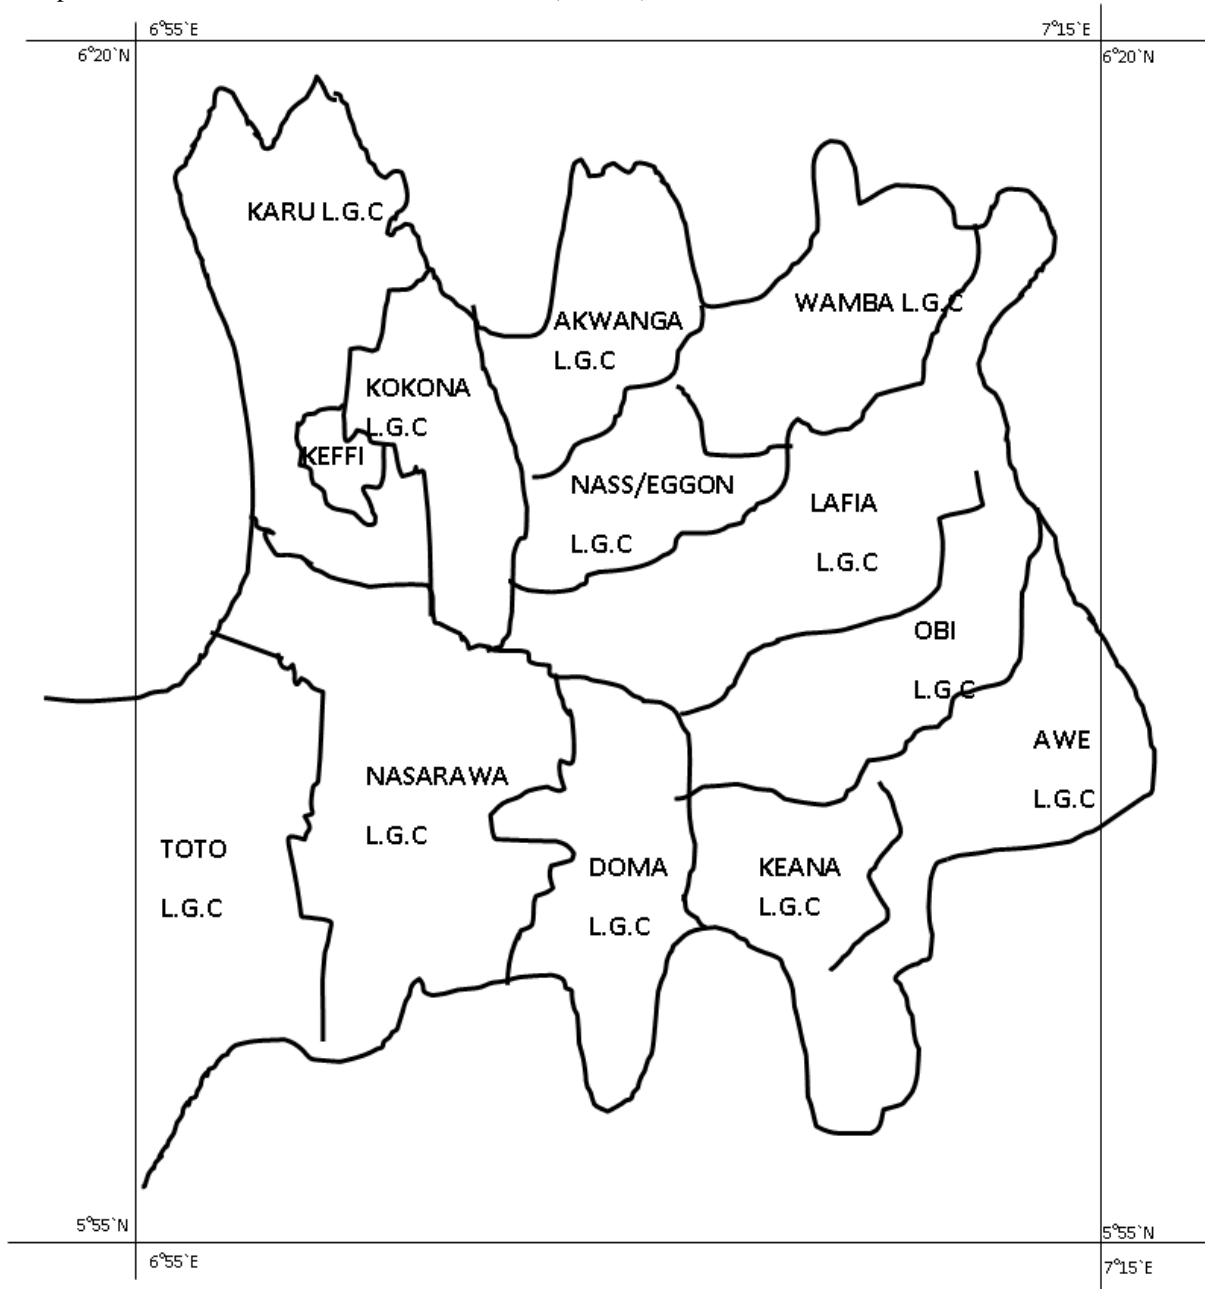 6°55`E
7°15`E
6°20`N
6°20`N
KARU L.G.C
WAMBA L.G.C
AKWANGA
L.G.C
KOKONA
L.G.C
KEFFI
NASS/EGGON
L.G.C
LAFIA
L.G.C
OBI
L.G.C
AWE
L.G.C
NASARAWA
L.G.C
TOTO
L.G.C
DOMA
L.G.C
KEANA
L.G.C
5°55`N
5°55`N
6°55`E
7°15`E